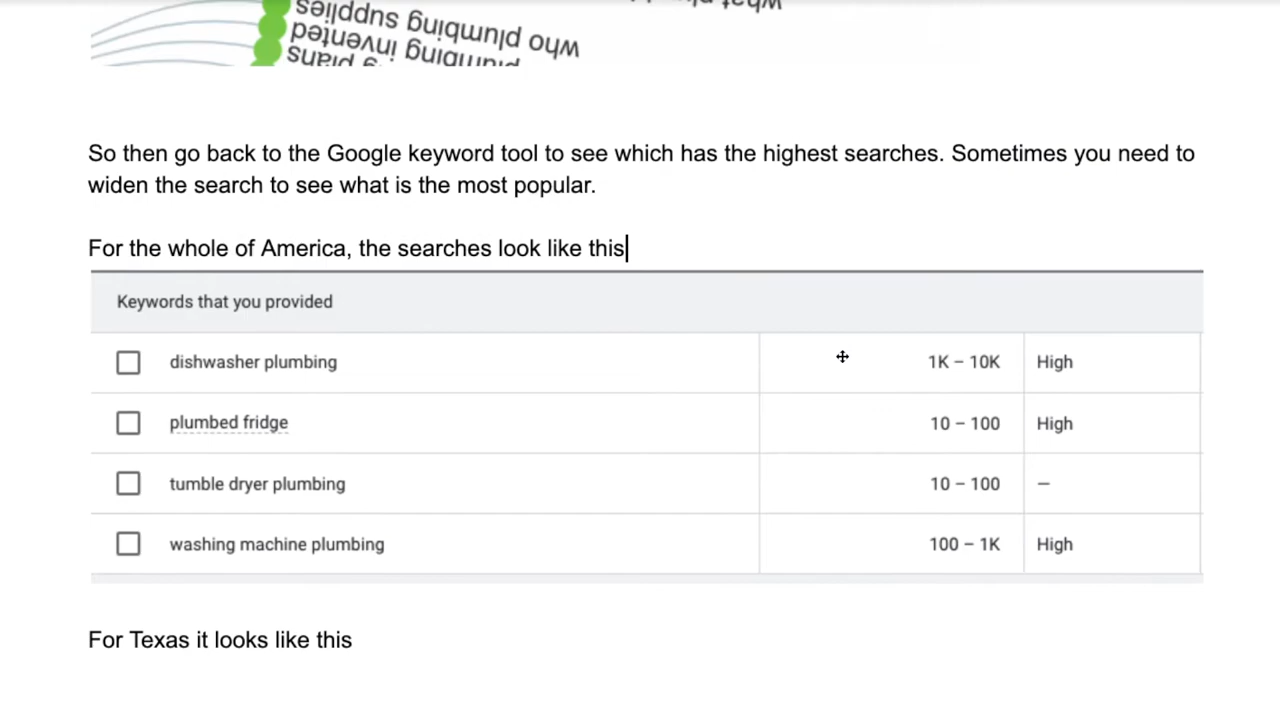 what
who plumbing supplies
plumbing invented
plans
So then go back to the Google keyword tool to see which has the highest searches. Sometimes you need to
widen the search to see what is the most popular.
For the whole of America, the searches look like this
Keywords that you provided
dishwasher plumbing 1K – 10K High
plumbed fridge 10 – 100 High
tumble dryer plumbing 10 – 100 –
washing machine plumbing 100 – 1K High
For Texas it looks like this